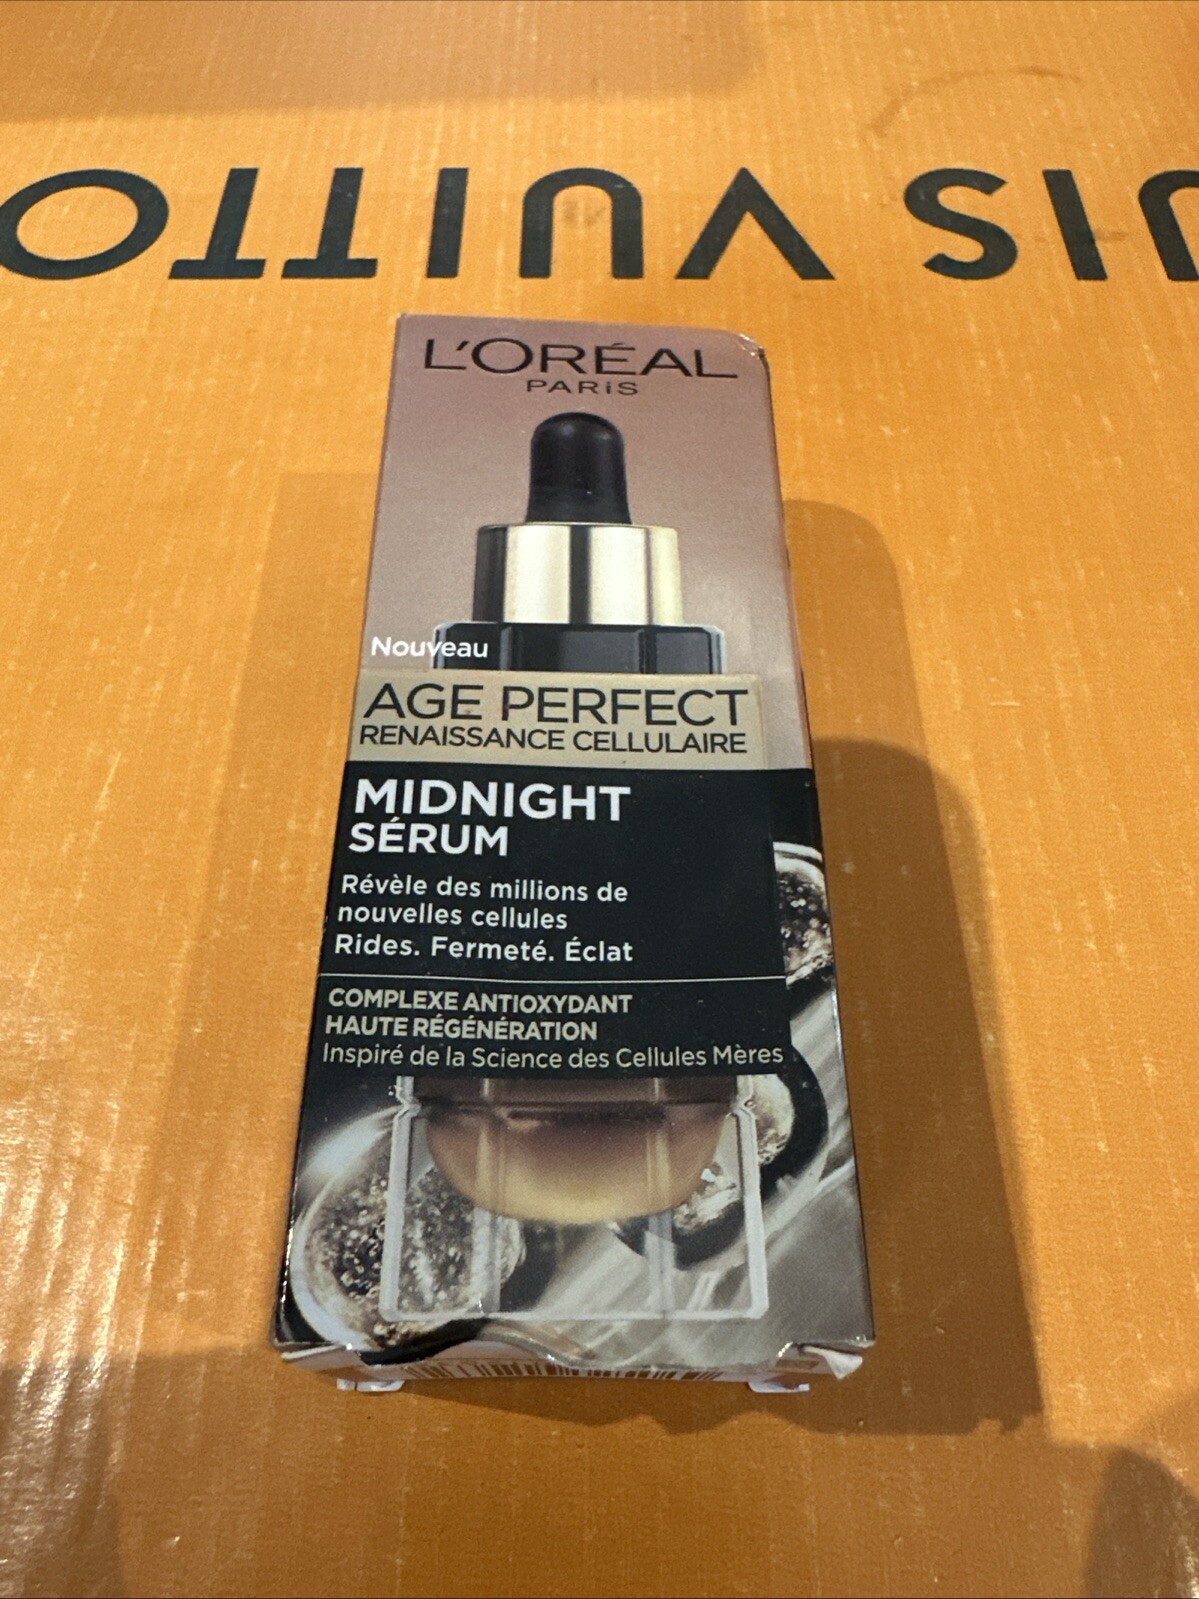 UIS VUITTO
L'ORÉAL
PARIS
Nouveau
AGE PERFECT
RENAISSANCE CELLULAIRE
MIDNIGHT
SÉRUM
Révèle des millions de
nouvelles cellules
Rides. Fermeté. Éclat
COMPLEXE ANTIOXYDANT
HAUTE RÉGÉNÉRATION
Inspiré de la Science des Cellules Mères